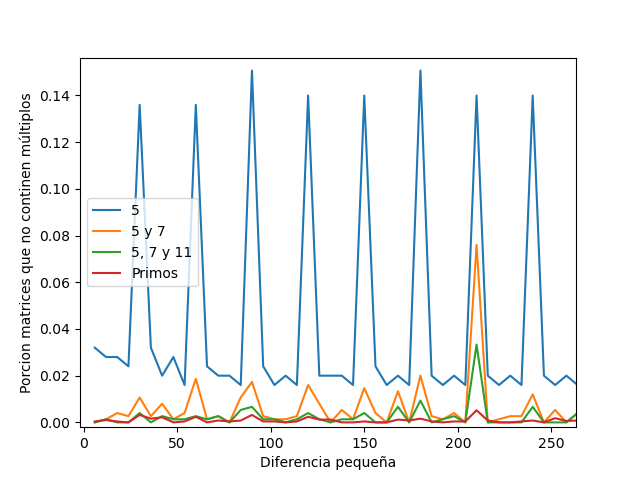 0.14
0.12
0.10
0.08
0.06
0.04
0.02
0.00
Porcion matrices que no continen múltiplos
5
5 y 7
5, 7 y 11
Primos
0 50 100 150 200 250
Diferencia pequeña